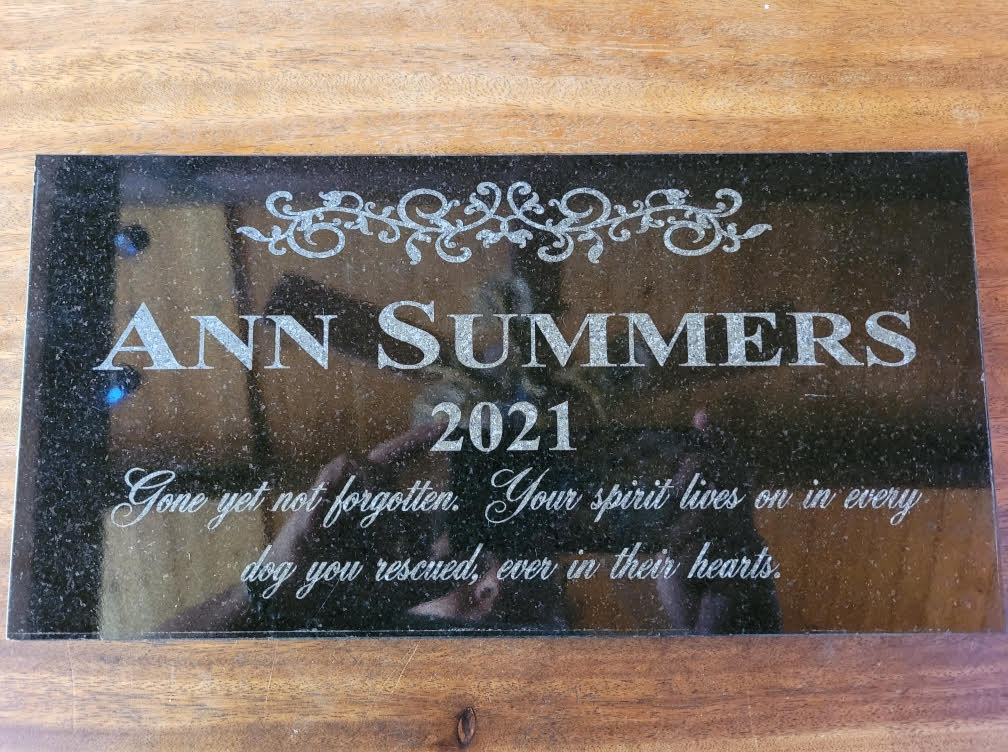 ANN SUMMERS
2021
Gone yet not forgotten. Your spirit lives on in every
dog you rescued, ever in their hearts.